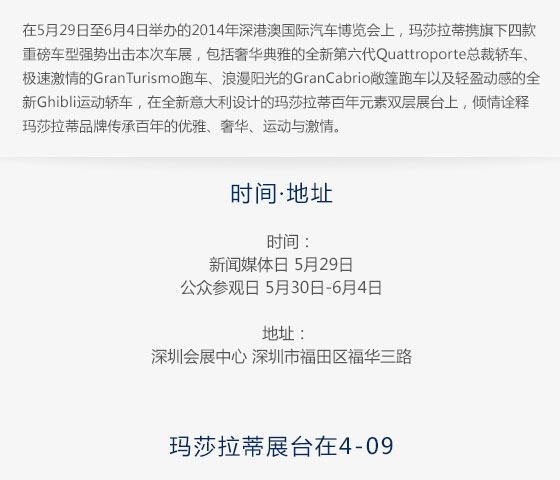 在5月29日至6月4日举办的2014年深港澳国际汽车博览会上，玛莎拉蒂携旗下四款
重磅车型强势出击本次车展，包括奢华典雅的全新第六代Quattroporte总裁轿车、
极速激情的GranTurismo跑车、浪漫阳光的GranCabrio敞篷跑车以及轻盈动感的全
新Ghibli运动轿车，在全新意大利设计的玛莎拉蒂百年元素双层展台上，倾情诠释
玛莎拉蒂品牌传承百年的优雅、奢华、运动与激情。
时间·地址
时间：
新闻媒体日 5月29日
公众参观日 5月30日-6月4日
地址：
深圳会展中心 深圳市福田区福华三路
玛莎拉蒂展台在4-09